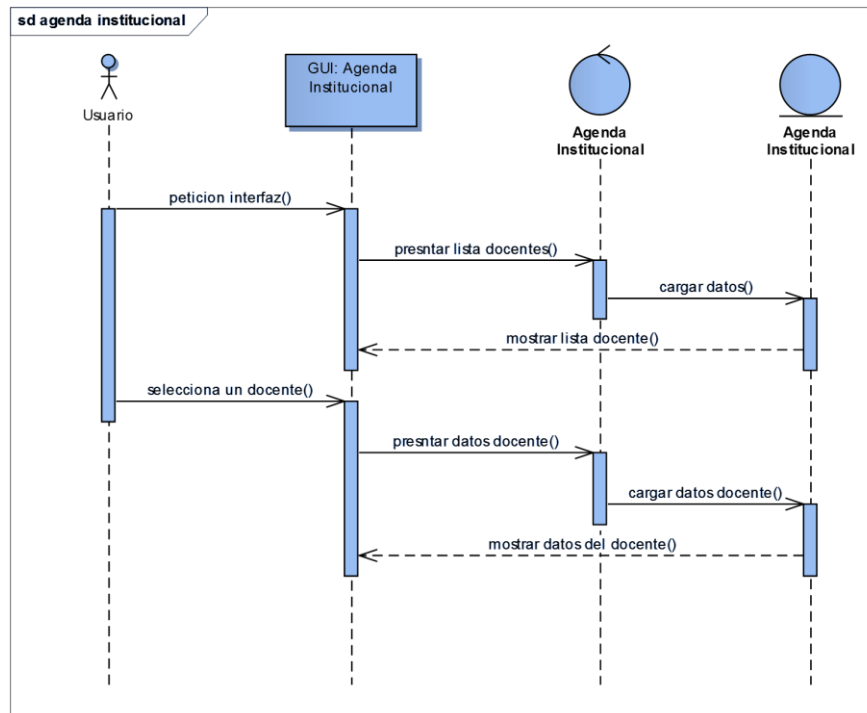 sd agenda institucional
Usuario
GUI: Agenda
Institucional
Agenda
Institucional
Agenda
Institucional
peticion interfaz()
presntar lista docentes()
cargar datos()
mostrar lista docente()
selecciona un docente()
presntar datos docente()
cargar datos docente()
mostrar datos del docente()